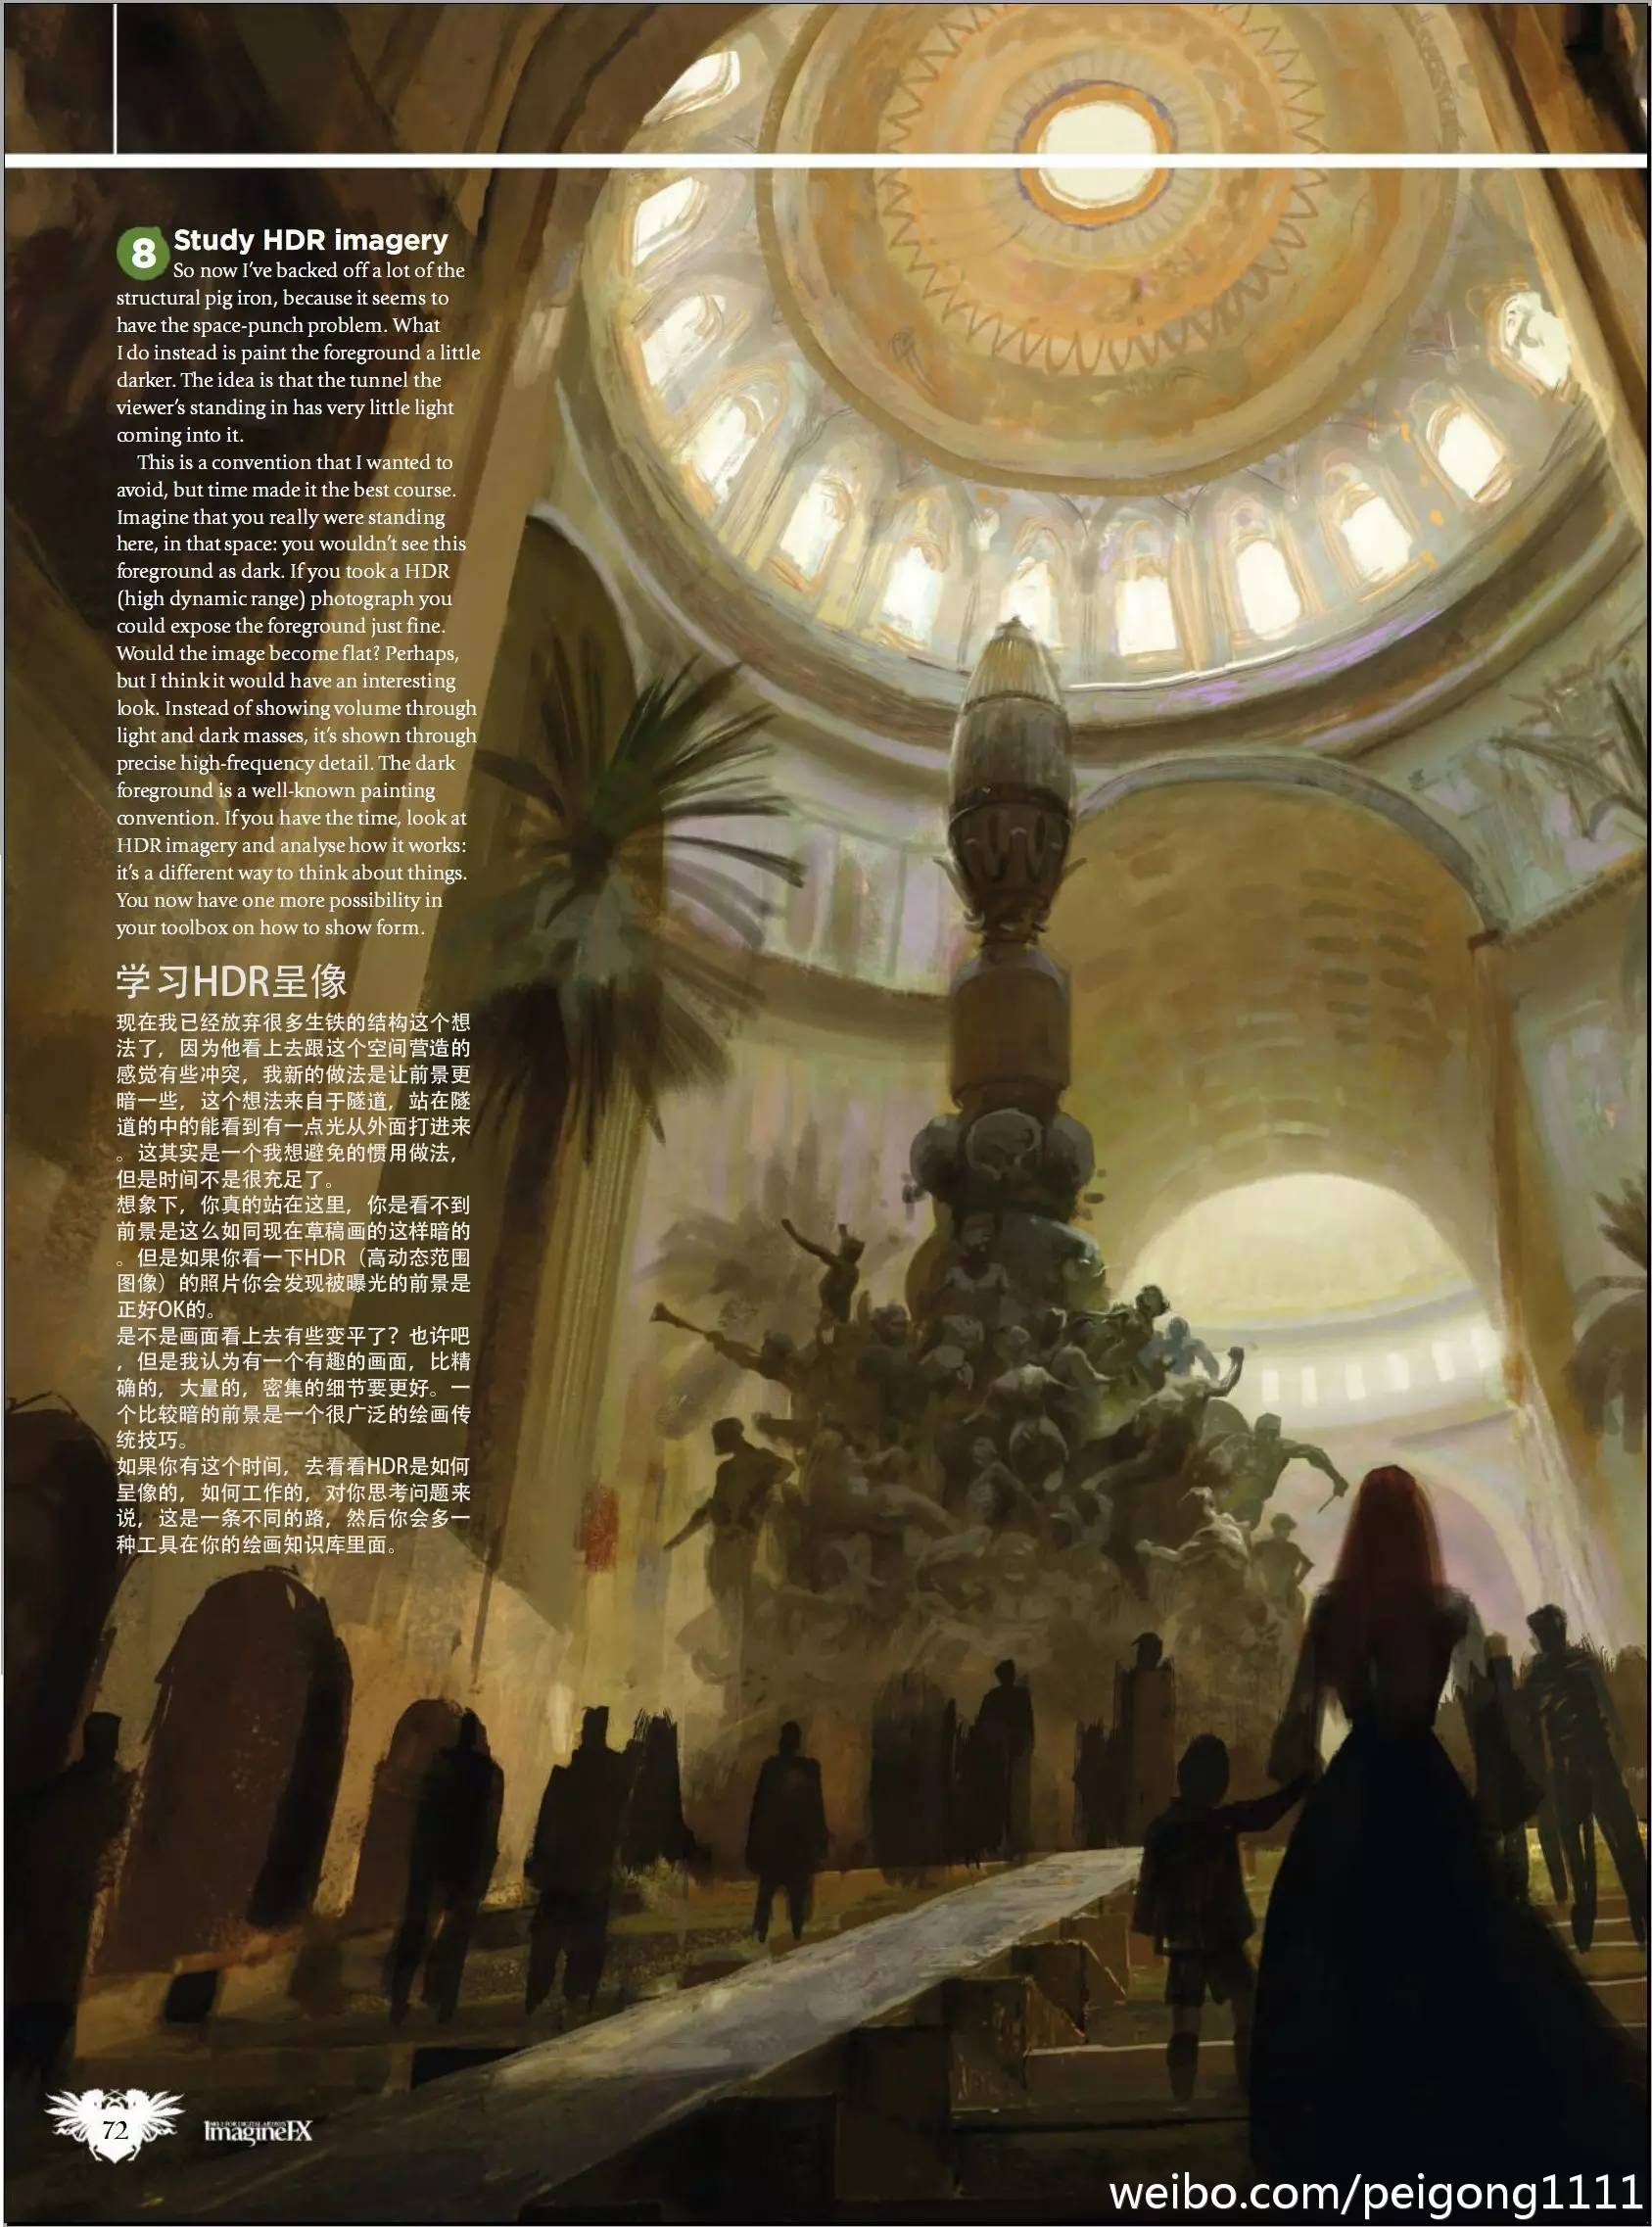 8 Study HDR imagery
So now I've backed off a lot of the
structural pig iron, because it seems to
have the space-punch problem. What
I do instead is paint the foreground a little
darker. The idea is that the tunnel the
viewer's standing in has very little light
coming into it.
This is a convention that I wanted to
avoid, but time made it the best course.
Imagine that you really were standing
here, in that space: you wouldn't see this
foreground as dark. If you took a HDR
(high dynamic range) photograph you
could expose the foreground just fine.
Would the image become flat? Perhaps,
but I think it would have an interesting
look. Instead of showing volume through
light and dark masses, it's shown through
precise high-frequency detail. The dark
foreground is a well-known painting
convention. If you have the time, look at
HDR imagery and analyse how it works:
it's a different way to think about things.
You now have one more possibility in
your toolbox on how to show form.
学习HDR呈像
现在我已经放弃很多生铁的结构这个想
法了，因为他看上去跟这个空间营造的
感觉有些冲突，我新的做法是让前景更
暗一些，这个想法来自于隧道，站在隧
道的中的能看到有一点光从外面打进来
。这其实是一个我想避免的惯用做法，
但是时间不是很充足了。
想象下，你真的站在这里，你是看不到
前景是这么如同现在草稿画的这样暗的
。但是如果你看一下HDR（高动态范围
图像）的照片你会发现被曝光的前景是
正好OK的。
是不是画面看上去有些变平了？也许吧
，但是我认为有一个有趣的画面，比精
确的，大量的，密集的细节要更好。一
个比较暗的前景是一个很广泛的绘画传
统技巧。
如果你有这个时间，去看看HDR是如何
呈像的，如何工作的，对你思考问题来
说，这是一条不同的路，然后你会多一
种工具在你的绘画知识库里面。
72
ImagineFX
weibo.com/peigong1111